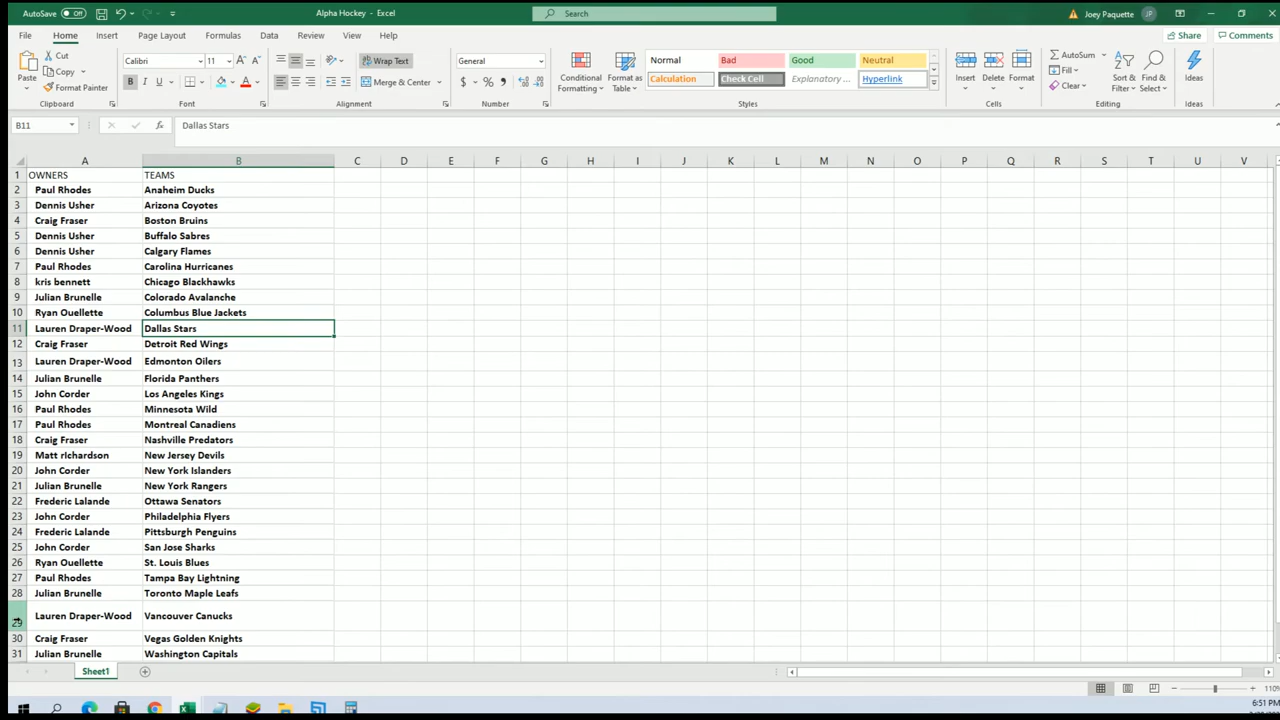 AutoSave Off Alpha Hockey - Excel Search Joey Paquette JP
File Home Insert Page Layout Formulas Data Review View Help Share Comments
Paste Cut Copy Format Painter Clipboard
Calibri 11 B I U Font
Wrap Text Merge & Center Alignment
General $ % Number
Conditional Formatting Format as Table Normal Bad Good Neutral
Calculation Check Cell Explanatory ... Hyperlink Styles
Insert Delete Format Cells
AutoSum Fill Clear Sort & Filter Find & Select Editing
Ideas Ideas
B11 fx Dallas Stars
A B C D E F G H I J K L M N O P Q R S T U V
1 OWNERS TEAMS
2 Paul Rhodes Anaheim Ducks
3 Dennis Usher Arizona Coyotes
4 Craig Fraser Boston Bruins
5 Dennis Usher Buffalo Sabres
6 Dennis Usher Calgary Flames
7 Paul Rhodes Carolina Hurricanes
8 kris bennett Chicago Blackhawks
9 Julian Brunelle Colorado Avalanche
10 Ryan Ouellette Columbus Blue Jackets
11 Lauren Draper-Wood Dallas Stars
12 Craig Fraser Detroit Red Wings
13 Lauren Draper-Wood Edmonton Oilers
14 Julian Brunelle Florida Panthers
15 John Corder Los Angeles Kings
16 Paul Rhodes Minnesota Wild
17 Paul Rhodes Montreal Canadiens
18 Craig Fraser Nashville Predators
19 Matt rIchardson New Jersey Devils
20 John Corder New York Islanders
21 Julian Brunelle New York Rangers
22 Frederic Lalande Ottawa Senators
23 John Corder Philadelphia Flyers
24 Frederic Lalande Pittsburgh Penguins
25 John Corder San Jose Sharks
26 Ryan Ouellette St. Louis Blues
27 Paul Rhodes Tampa Bay Lightning
28 Julian Brunelle Toronto Maple Leafs
29 Lauren Draper-Wood Vancouver Canucks
30 Craig Fraser Vegas Golden Knights
31 Julian Brunelle Washington Capitals
Sheet1
110%
6:51 PM